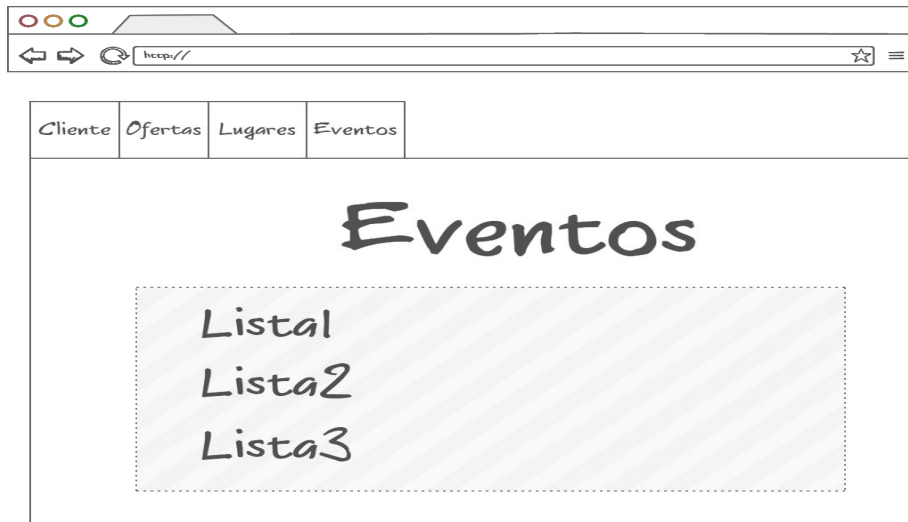 http://
Cliente Ofertas Lugares Eventos
Eventos
Lista1
Lista2
Lista3